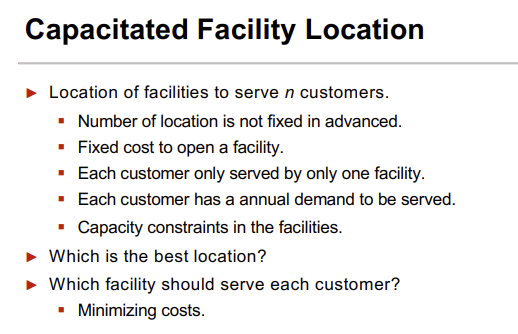 Capacitated Facility Location
► Location of facilities to serve n customers.
▪ Number of location is not fixed in advanced.
▪ Fixed cost to open a facility.
▪ Each customer only served by only one facility.
▪ Each customer has a annual demand to be served.
▪ Capacity constraints in the facilities.
► Which is the best location?
► Which facility should serve each customer?
▪ Minimizing costs.